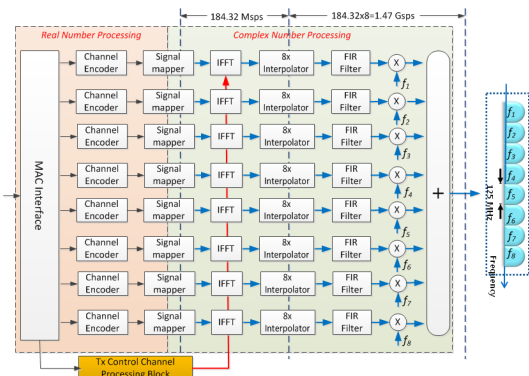 184.32 Msps
184.32x8=1.47 Gsps
Real Number Processing
Complex Number Processing
MAC Interface
Channel
Encoder
Signal
mapper
IFFT
8x
Interpolator
FIR
Filter
X
f1
Channel
Encoder
Signal
mapper
IFFT
8x
Interpolator
FIR
Filter
X
f2
Channel
Encoder
Signal
mapper
IFFT
8x
Interpolator
FIR
Filter
X
f3
Channel
Encoder
Signal
mapper
IFFT
8x
Interpolator
FIR
Filter
X
f4
Channel
Encoder
Signal
mapper
IFFT
8x
Interpolator
FIR
Filter
X
f5
Channel
Encoder
Signal
mapper
IFFT
8x
Interpolator
FIR
Filter
X
f6
Channel
Encoder
Signal
mapper
IFFT
8x
Interpolator
FIR
Filter
X
f7
Channel
Encoder
Signal
mapper
IFFT
8x
Interpolator
FIR
Filter
X
f8
+
f1
f2
f3
f4
f5
f6
f7
f8
125 MHz
Frequency
Tx Control Channel
Processing Block